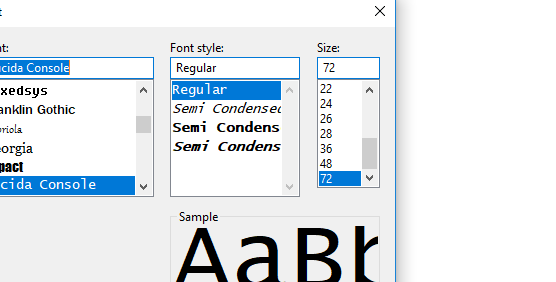 t
nt:
Font style:
Size:
cida Console
Regular
72
xedsys
anklin Gothic
briola
eorgia
pact
cida Console
Regular
Semi Condensed
Semi Condens
Semi Condens
22
24
26
28
36
48
72
Sample
AaBb